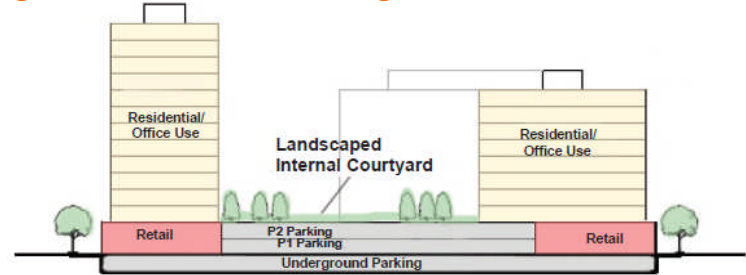 Residential/
Office Use
Landscaped
Internal Courtyard
Residential/
Office Use
Retail
P2 Parking
P1 Parking
Retail
Underground Parking